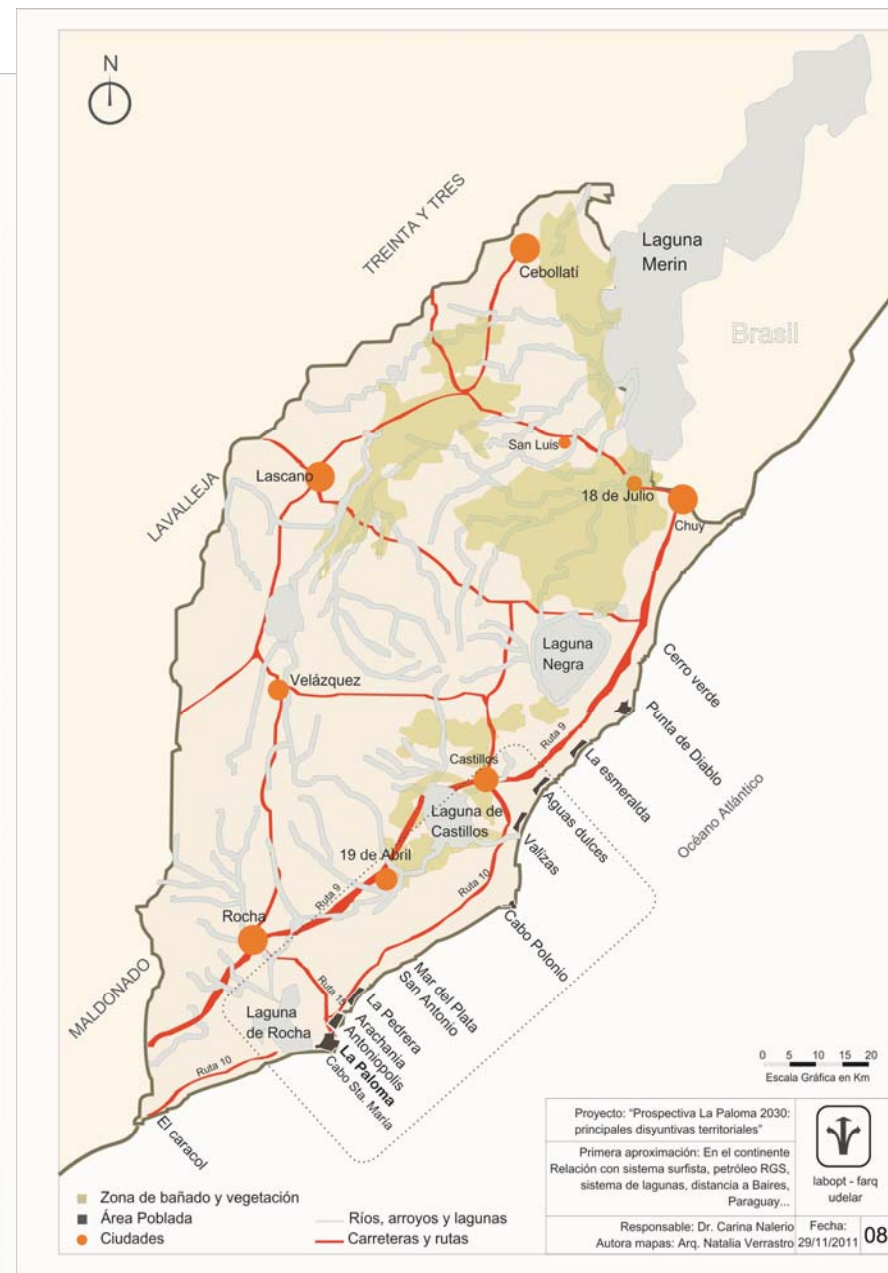 N
TREINTA Y TRES
Laguna
Merin
Cebollatí
Brasil
San Luis
Lascano
18 de Julio
Chuy
LAVALLEJA
Laguna
Negra
Cerro verde
Velázquez
Punta de Diablo
Ruta 9
La esmeralda
Castillos
Aguas dulces
Océano Atlántico
Laguna de
Castillos
Valizas
19 de Abril
Ruta 9
Ruta 10
Cabo Polonio
Rocha
MALDONADO
Ruta 15
Mar del Plata
San Antonio
La Pedrera
Arachania
Antoniopolis
La Paloma
Cabo Sta. Maria
Laguna
de Rocha
Ruta 10
El caracol
0 5 10 15 20
Escala Gráfica en Km
Zona de bañado y vegetación
Área Poblada
Ciudades
Ríos, arroyos y lagunas
Carreteras y rutas
Proyecto: "Prospectiva La Paloma 2030:
principales disyuntivas territoriales"
Primera aproximación: En el continente
Relación con sistema surfista, petróleo RGS,
sistema de lagunas, distancia a Baires,
Paraguay...
labopt - farq
udelar
Responsable: Dr. Carina Nalerio
Autora mapas: Arq. Natalia Verrastro
Fecha:
29/11/2011
08